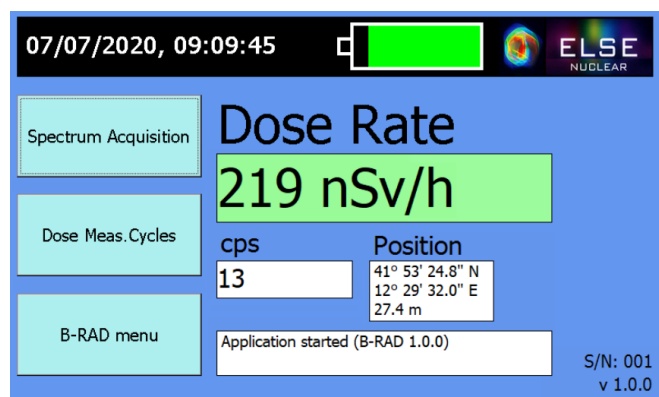 07/07/2020, 09:09:45
ELSE
NUCLEAR
Spectrum Acquisition
Dose Rate
219 nSv/h
Dose Meas.Cycles
cps
Position
13
41° 53' 24.8" N
12° 29' 32.0" E
27.4 m
B-RAD menu
Application started (B-RAD 1.0.0)
S/N: 001
v 1.0.0